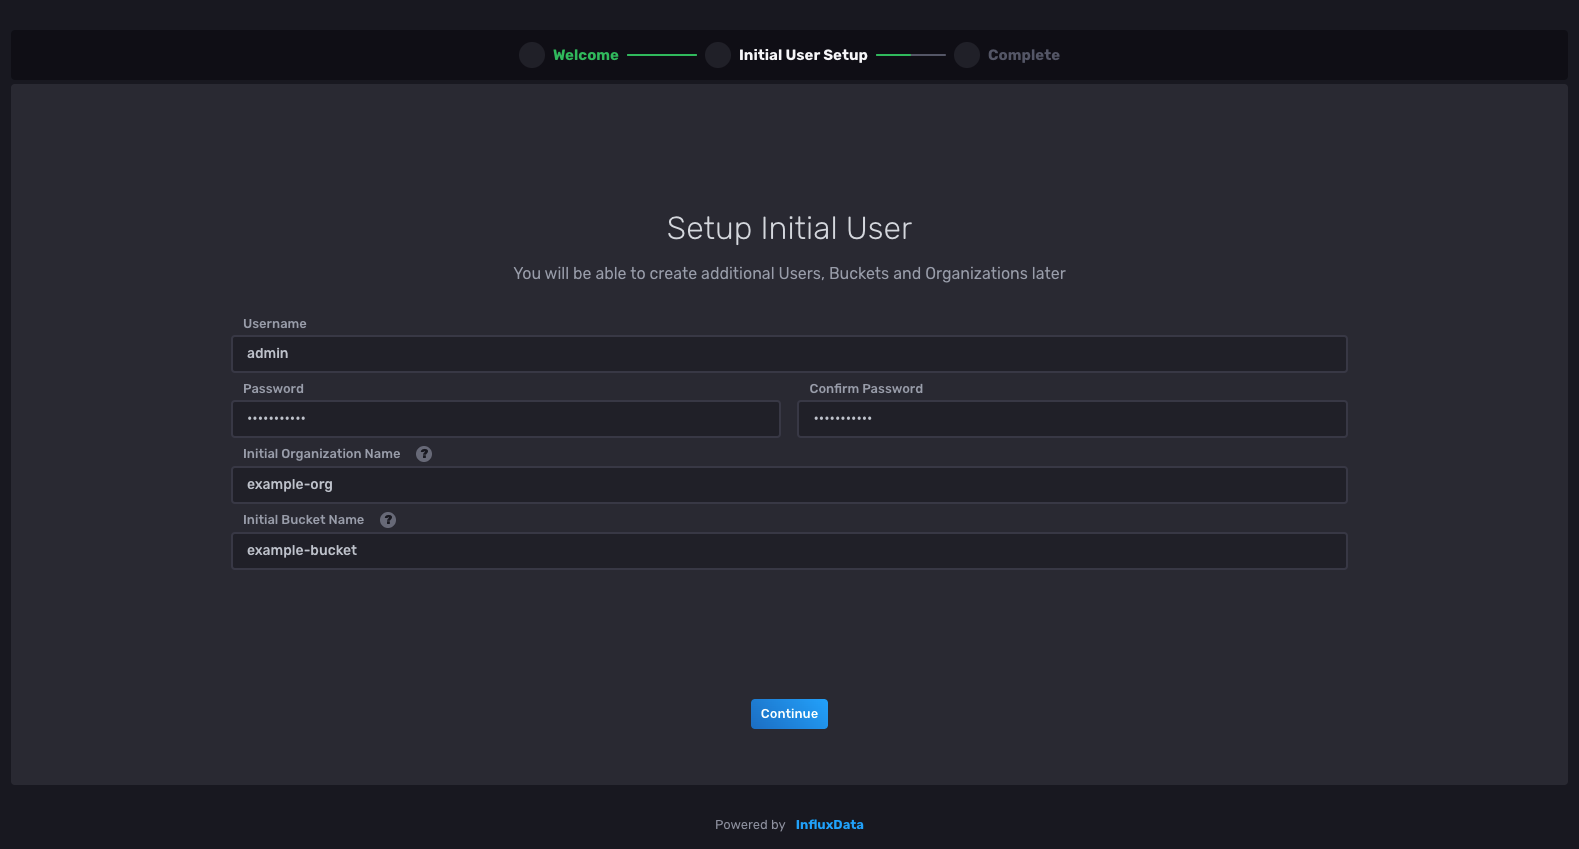 Welcome
Initial User Setup
Complete
Setup Initial User
You will be able to create additional Users, Buckets and Organizations later
Username
admin
Password
Confirm Password
•••••••••••
•••••••••••
Initial Organization Name ?
example-org
Initial Bucket Name ?
example-bucket
Continue
Powered by InfluxData